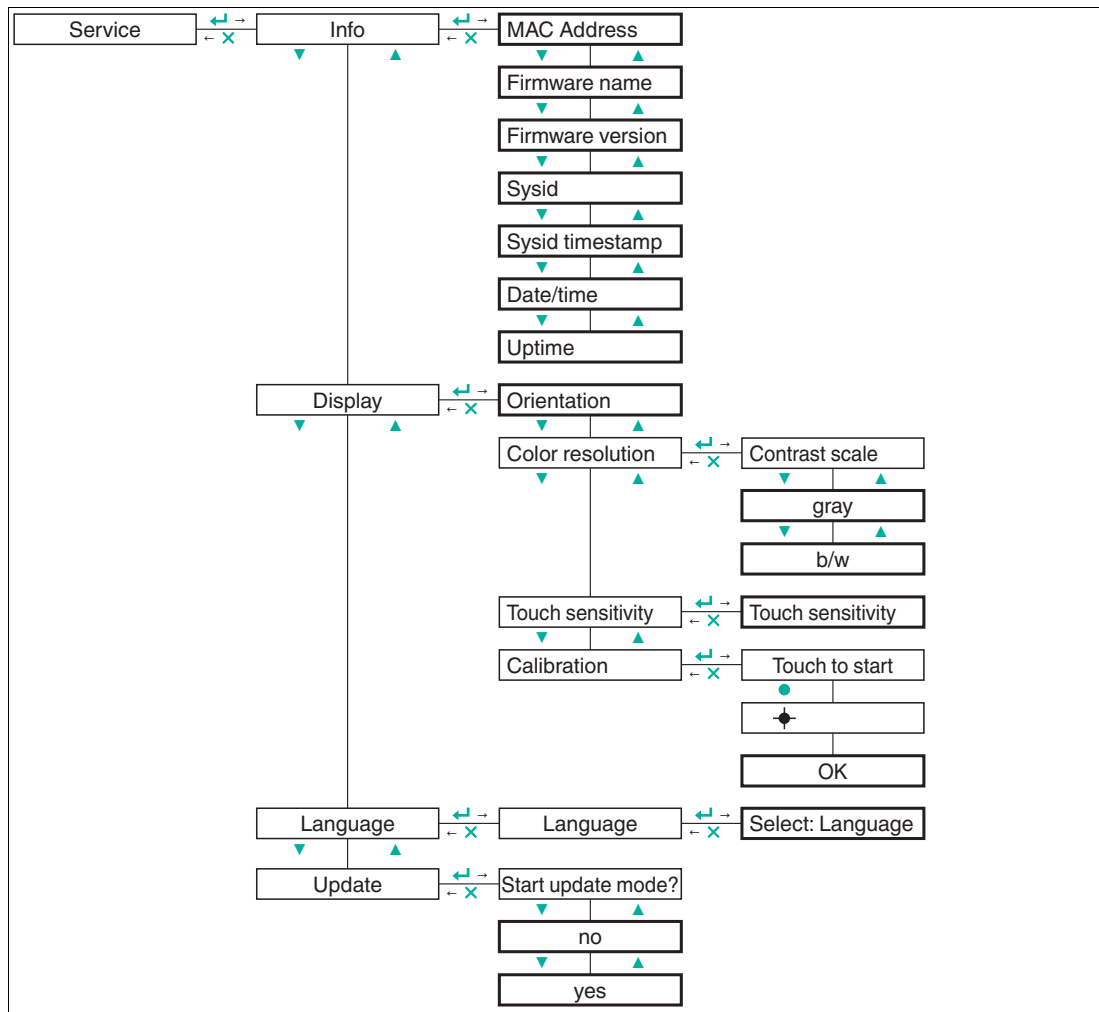 Service
Info
MAC Address
Firmware name
Firmware version
Sysid
Sysid timestamp
Date/time
Uptime
Display
Orientation
Color resolution
Contrast scale
gray
b/w
Touch sensitivity
Touch sensitivity
Calibration
Touch to start
OK
Language
Language
Select: Language
Update
Start update mode?
no
yes